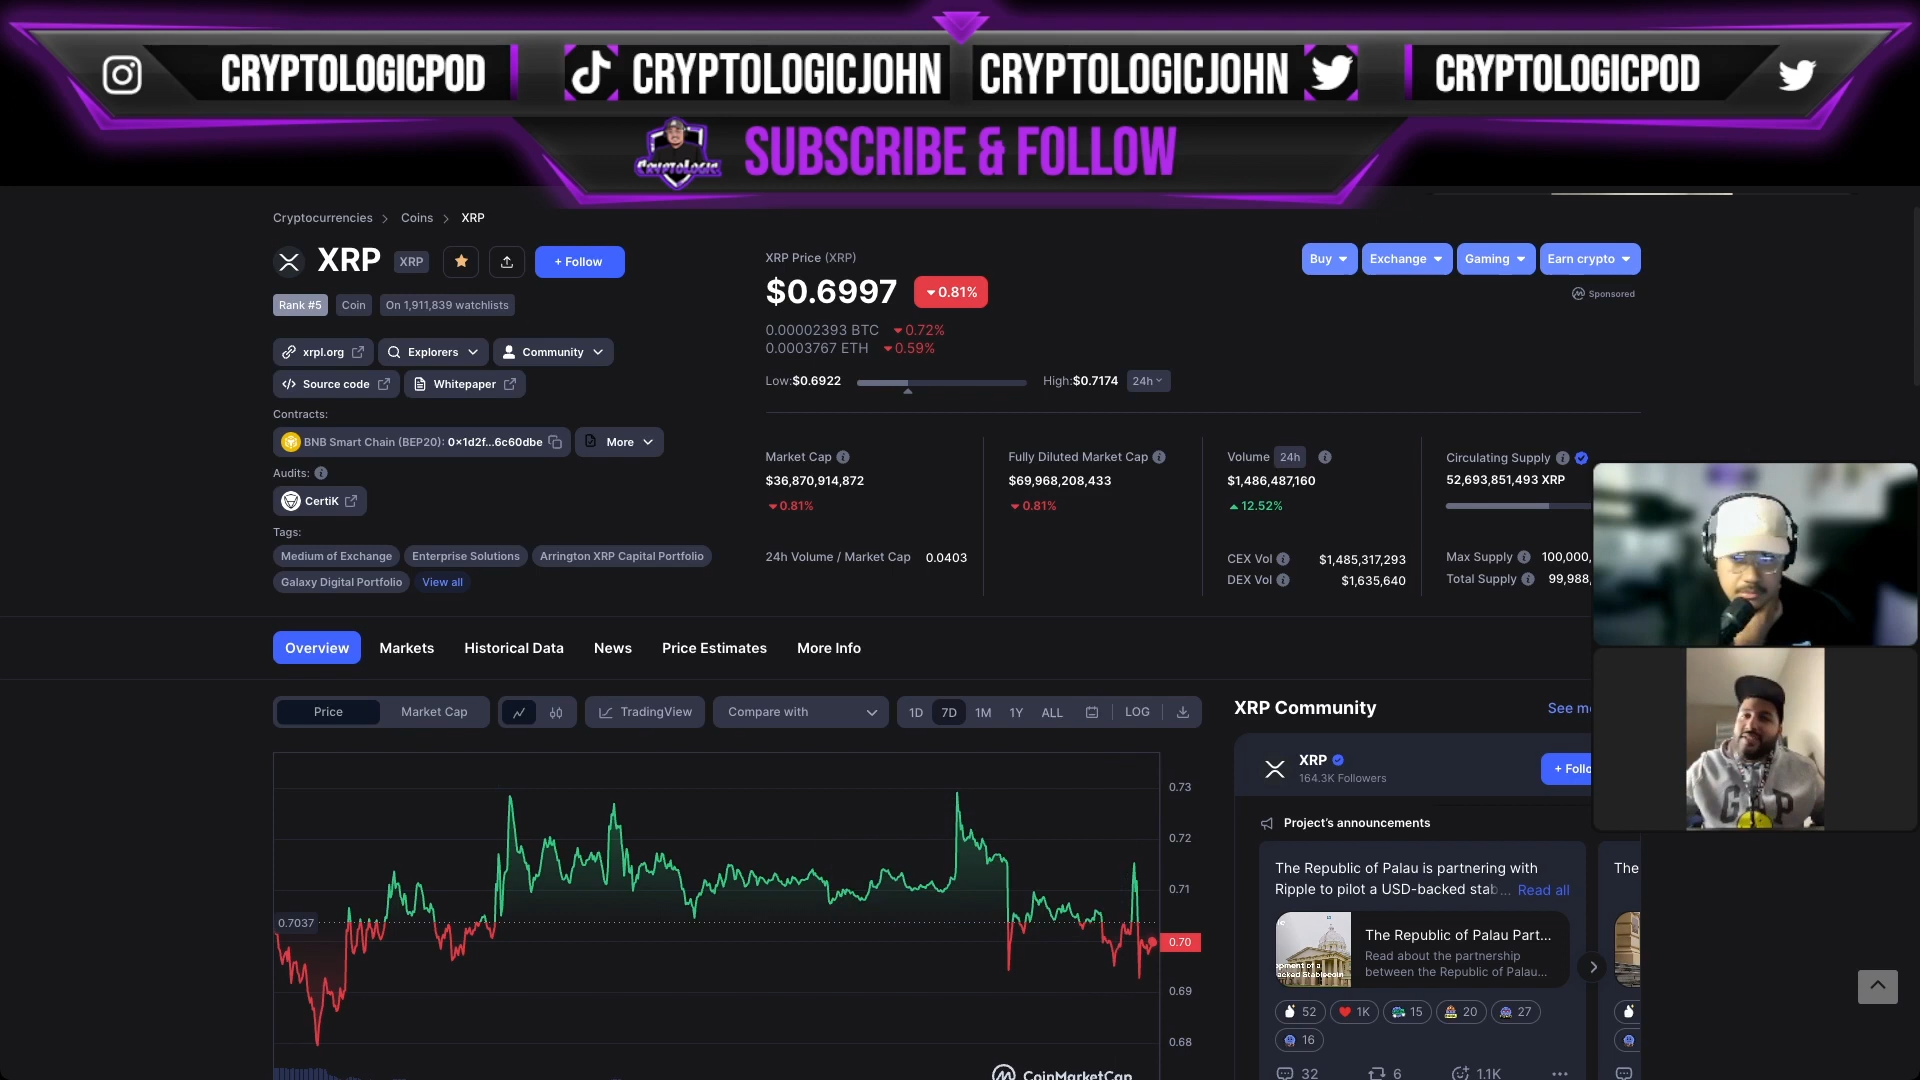 CRYPTOLOGICPOD
CRYPTOLOGICJOHN
CRYPTOLOGICJOHN
CRYPTOLOGICPOD
CRYPTOLOGIC
SUBSCRIBE & FOLLOW
Cryptocurrencies > Coins > XRP
XRP XRP
+ Follow
Rank #5 Coin On 1,911,839 watchlists
xrpl.org Explorers Community
Source code Whitepaper
Contracts:
BNB Smart Chain (BEP20): 0x1d2f...6c60dbe More
Audits:
CertiK
Tags:
Medium of Exchange Enterprise Solutions Arrington XRP Capital Portfolio
Galaxy Digital Portfolio View all
XRP Price (XRP)
$0.6997 0.81%
0.00002393 BTC 0.72%
0.0003767 ETH 0.59%
Low:$0.6922 High:$0.7174 24h
Buy Exchange Gaming Earn crypto
Sponsored
Market Cap
$36,870,914,872
0.81%
24h Volume / Market Cap 0.0403
Fully Diluted Market Cap
$69,968,208,433
0.81%
Volume 24h
$1,486,487,160
12.52%
CEX Vol $1,485,317,293
DEX Vol $1,635,640
Circulating Supply
52,693,851,493 XRP
Max Supply 100,000,
Total Supply 99,988,
Overview Markets Historical Data News Price Estimates More Info
Price Market Cap TradingView Compare with 1D 7D 1M 1Y ALL LOG
0.73
0.72
0.71
0.7037
0.70
0.69
0.68
CoinMarketCap
XRP Community See mo
XRP
164.3K Followers
+ Follo
Project's announcements
The Republic of Palau is partnering with
Ripple to pilot a USD-backed stab... Read all
The
The Republic of Palau Part...
Read about the partnership
between the Republic of Palau...
acked Stablecoin
52 1K 15 20 27
16
32 6 1.1K
GAP